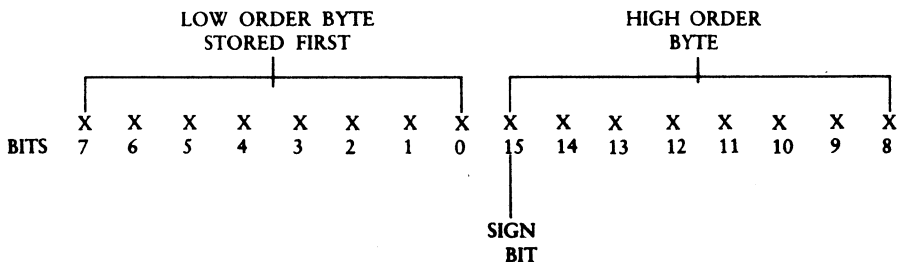 LOW ORDER BYTE
STORED FIRST
HIGH ORDER
BYTE
X X X X X X X X X X X X X X X X
BITS 7 6 5 4 3 2 1 0 15 14 13 12 11 10 9 8
SIGN
BIT